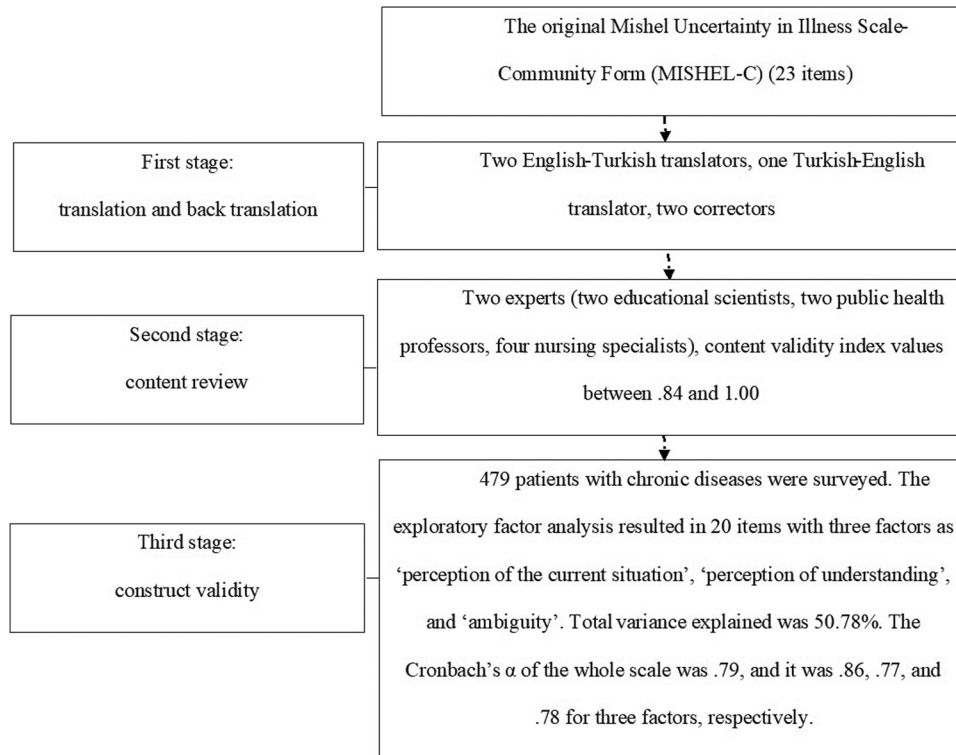 The original Mishel Uncertainty in Illness Scale-
Community Form (MISHEL-C) (23 items)
First stage:
translation and back translation
Two English-Turkish translators, one Turkish-English
translator, two correctors
Second stage:
content review
Two experts (two educational scientists, two public health
professors, four nursing specialists), content validity index values
between .84 and 1.00
Third stage:
construct validity
479 patients with chronic diseases were surveyed. The
exploratory factor analysis resulted in 20 items with three factors as
‘perception of the current situation’, ‘perception of understanding’,
and ‘ambiguity’. Total variance explained was 50.78%. The
Cronbach’s α of the whole scale was .79, and it was .86, .77, and
.78 for three factors, respectively.